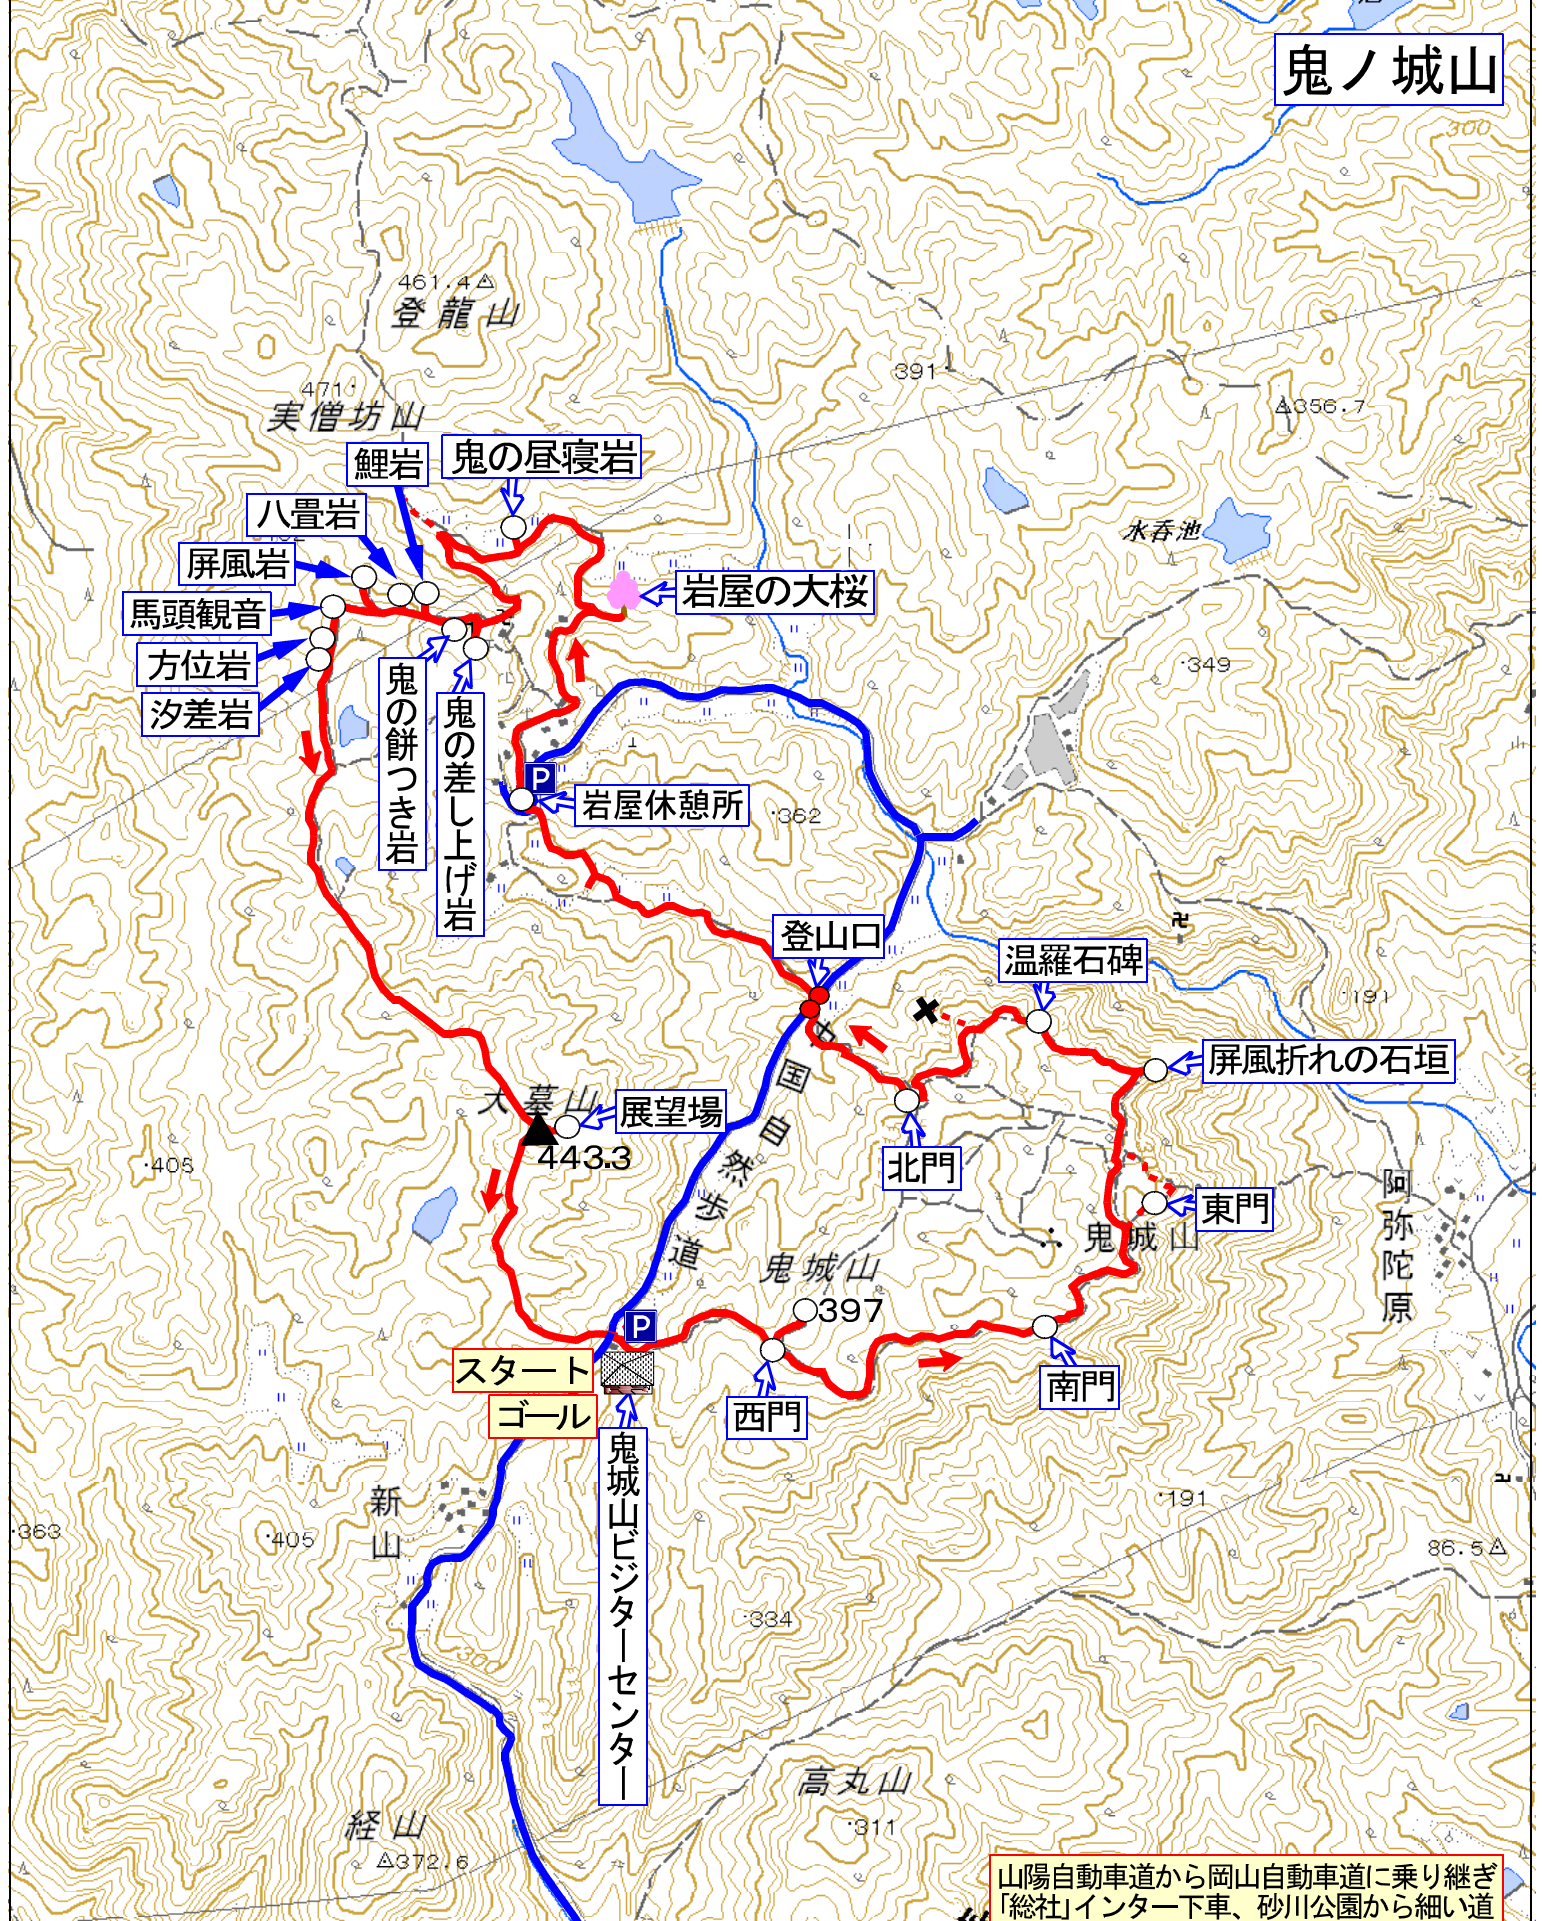 鬼ノ城山
300
461.4
登龍山
391
471
実僧坊山
356.7
鯉岩
鬼の昼寝岩
八畳岩
水呑池
屏風岩
岩屋の大桜
馬頭観音
方位岩
349
汐差岩
鬼の餅つき岩
鬼の差し上げ岩
P
岩屋休憩所
362
登山口
温羅石碑
191
屏風折れの石垣
中国自然歩道
大墓山
展望場
443.3
405
北門
東門
阿弥陀原
鬼城山
鬼城山
397
P
スタート
南門
ゴール
西門
鬼城山ビジターセンター
新山
191
363
405
86.5
334
300
高丸山
311
経山
372.6
山陽自動車道から岡山自動車道に乗り継ぎ
「総社」インター下車、砂川公園から細い道